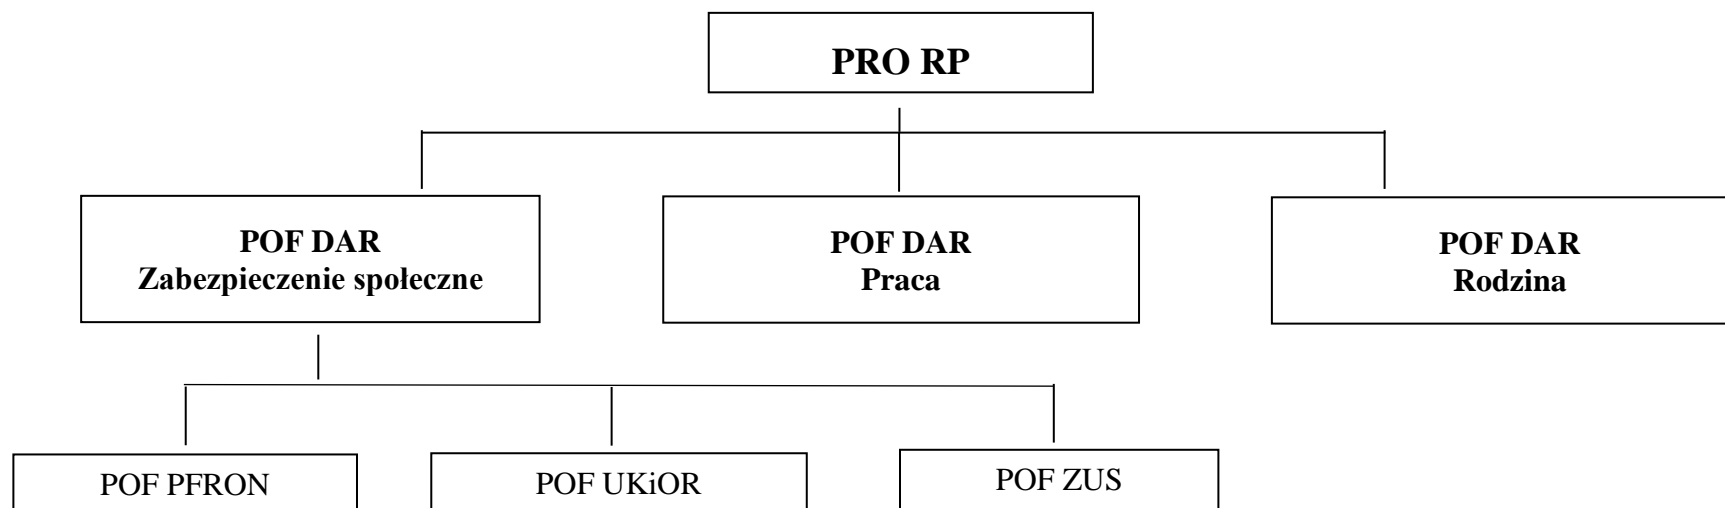 PRO RP
POF DAR
Zabezpieczenie społeczne
POF DAR
Praca
POF DAR
Rodzina
POF PFRON
POF UKiOR
POF ZUS